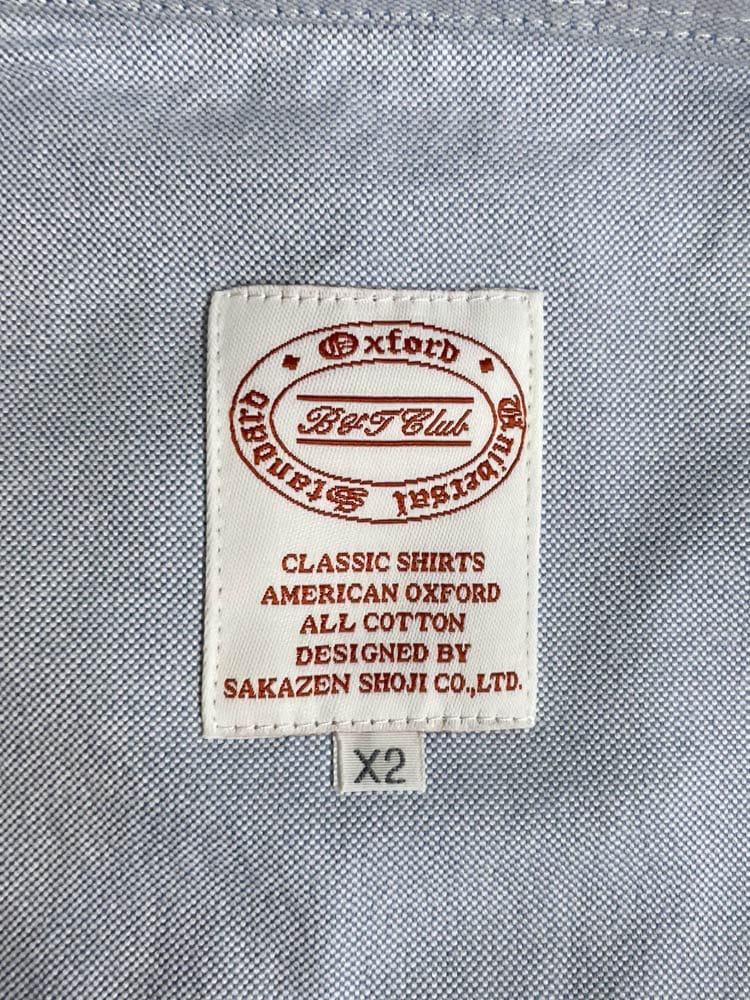 Oxford
Universal Standard
B&T Club
CLASSIC SHIRTS
AMERICAN OXFORD
ALL COTTON
DESIGNED BY
SAKAZEN SHOJI CO.,LTD.
X2